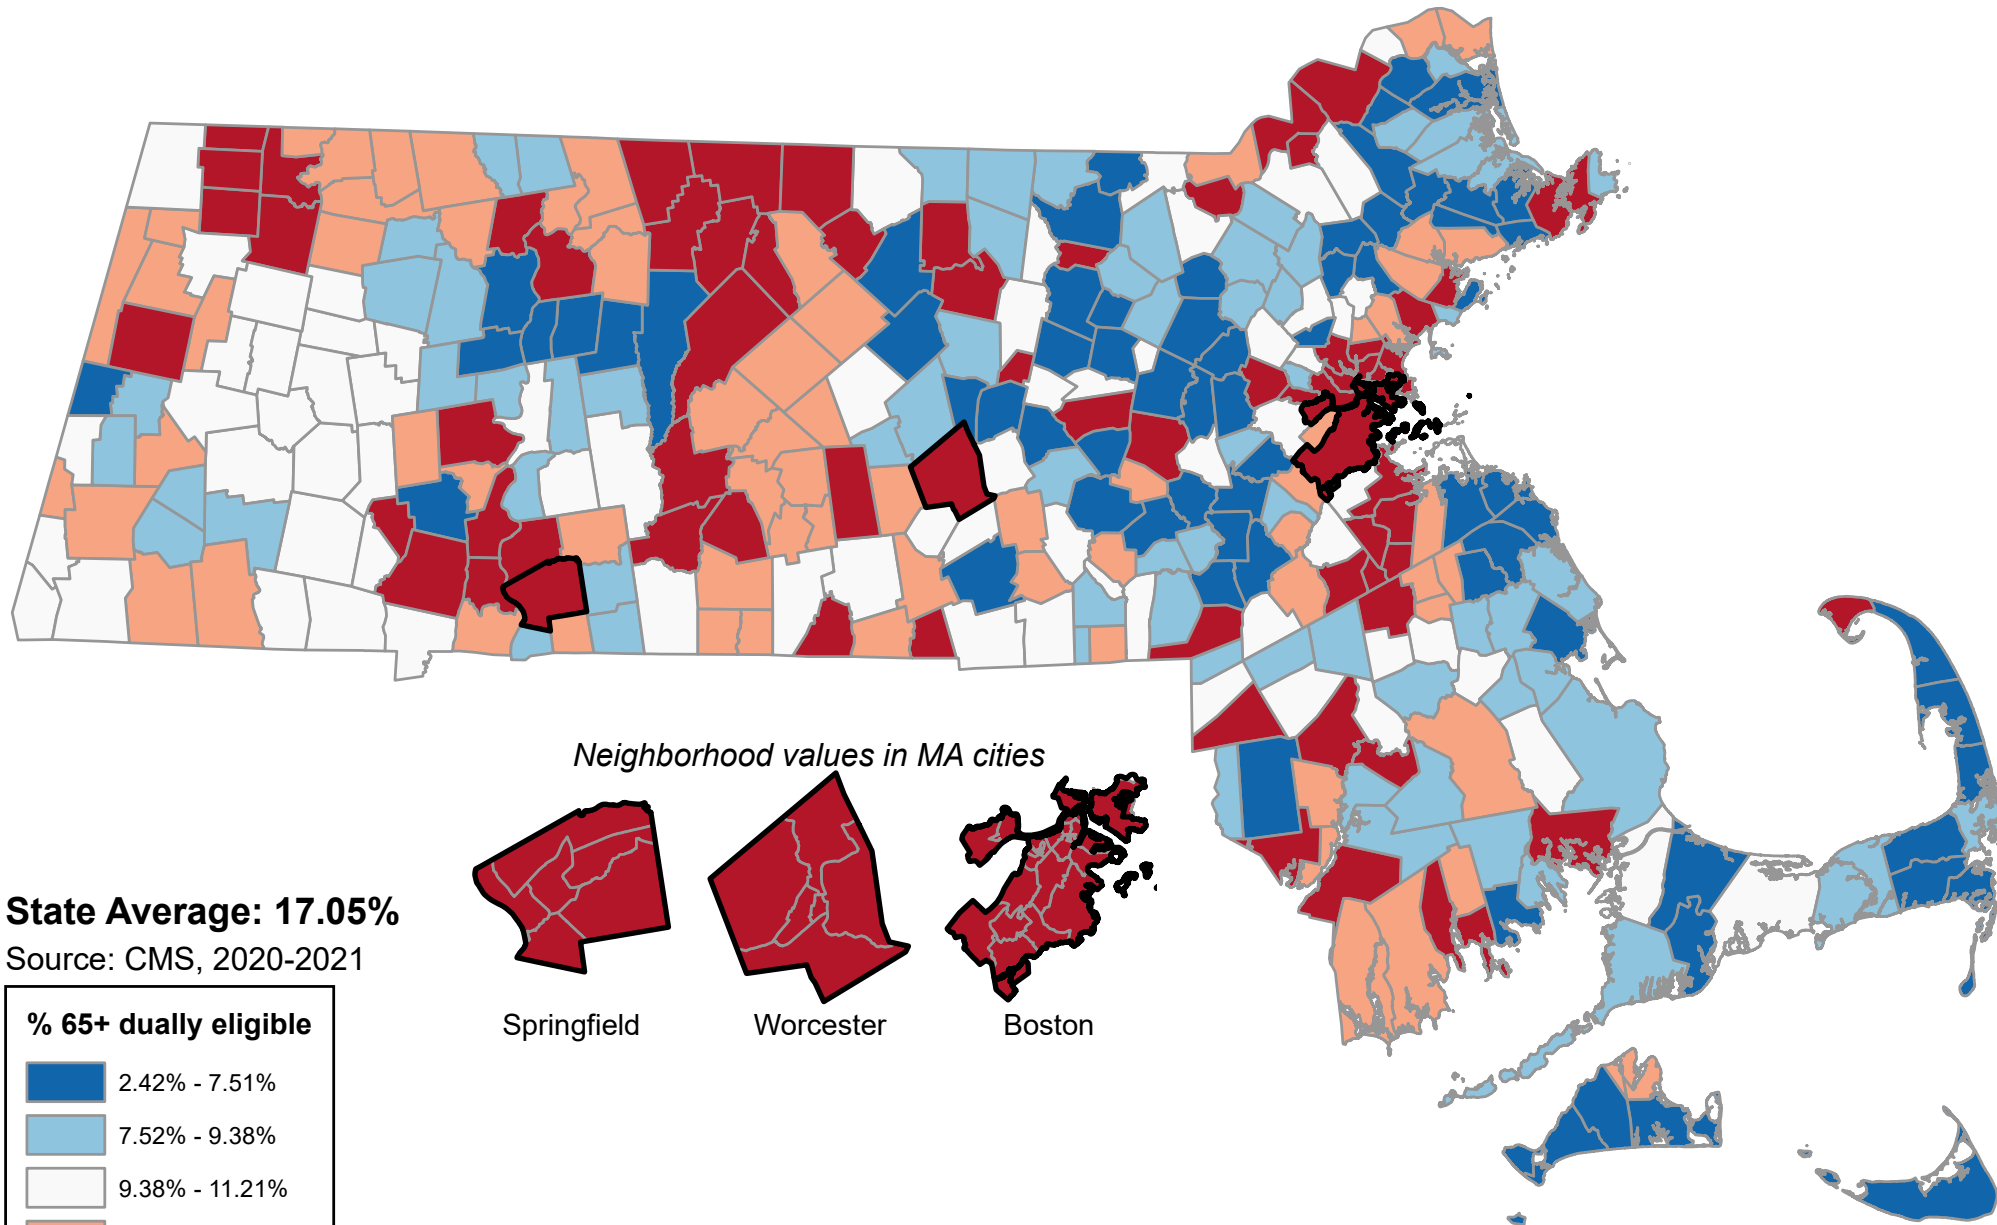 Neighborhood values in MA cities
Springfield
Worcester
Boston
State Average: 17.05%
Source: CMS, 2020-2021
% 65+ dually eligible
2.42% - 7.51%
7.52% - 9.38%
9.38% - 11.21%